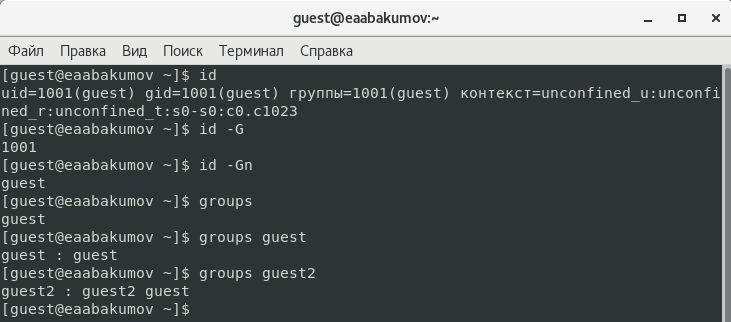 guest@eaabakumov:~
Файл Правка Вид Поиск Терминал Справка
[guest@eaabakumov ~]$ id
uid=1001(guest) gid=1001(guest) группы=1001(guest) контекст=unconfined_u:unconfi
ned_r:unconfined_t:s0-s0:c0.c1023
[guest@eaabakumov ~]$ id -G
1001
[guest@eaabakumov ~]$ id -Gn
guest
[guest@eaabakumov ~]$ groups
guest
[guest@eaabakumov ~]$ groups guest
guest : guest
[guest@eaabakumov ~]$ groups guest2
guest2 : guest2 guest
[guest@eaabakumov ~]$